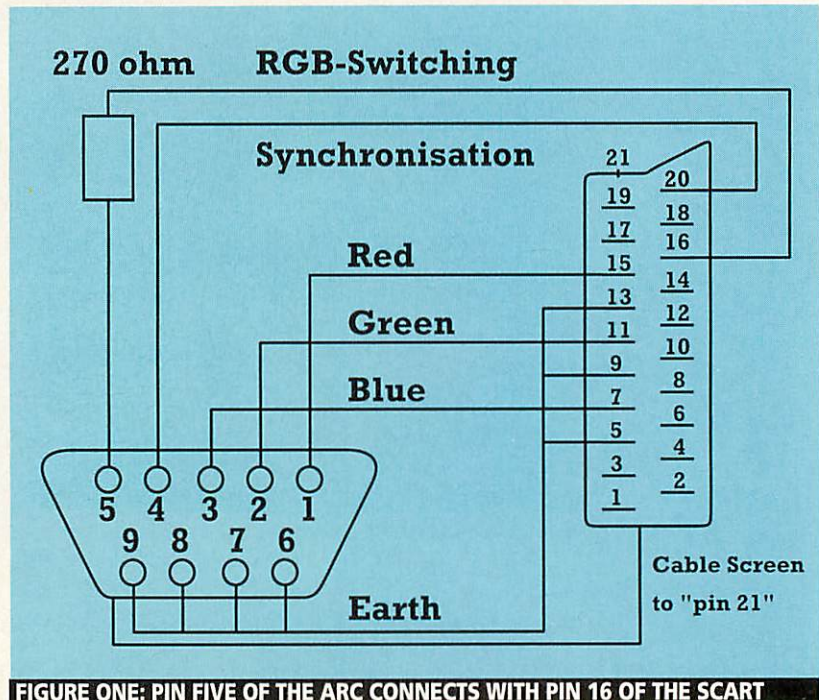 270 ohm RGB-Switching
Synchronisation
21
20
19
18
17
16
Red
15
14
13
12
Green
11
10
9
8
Blue
7
6
5
4
3
2
1
5 4 3 2 1
9 8 7 6
Cable Screen
to "pin 21"
Earth
FIGURE ONE: PIN FIVE OF THE ARC CONNECTS WITH PIN 16 OF THE SCART